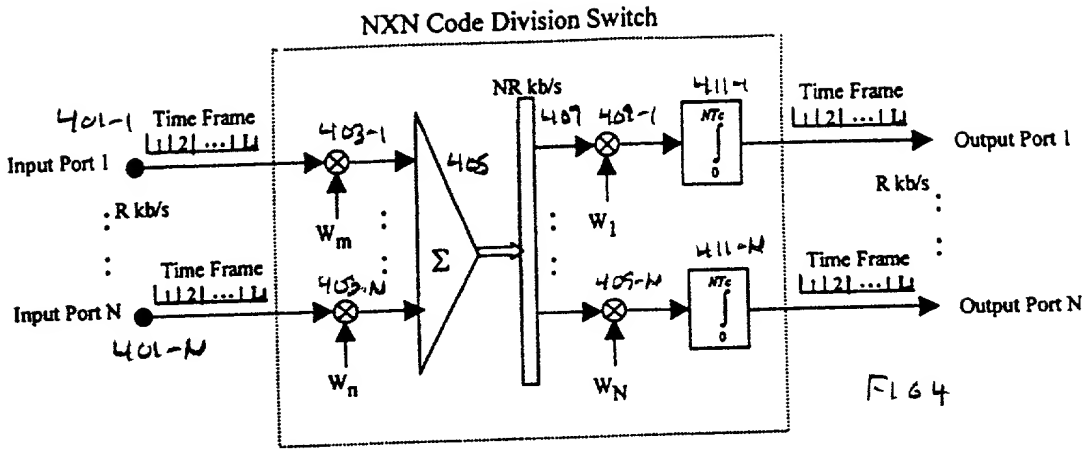 NXN Code Division Switch
NR kb/s
401-1
Time Frame
1 2 ...
403-1
405
407
409-1
411-1
NTc
∫
0
Time Frame
1 2 ...
Input Port 1
Output Port 1
R kb/s
Wm
Σ
W1
R kb/s
Time Frame
1 2 ...
403-N
409-N
411-N
NTc
∫
0
Time Frame
1 2 ...
Input Port N
Output Port N
401-N
Wn
WN
FIG 4